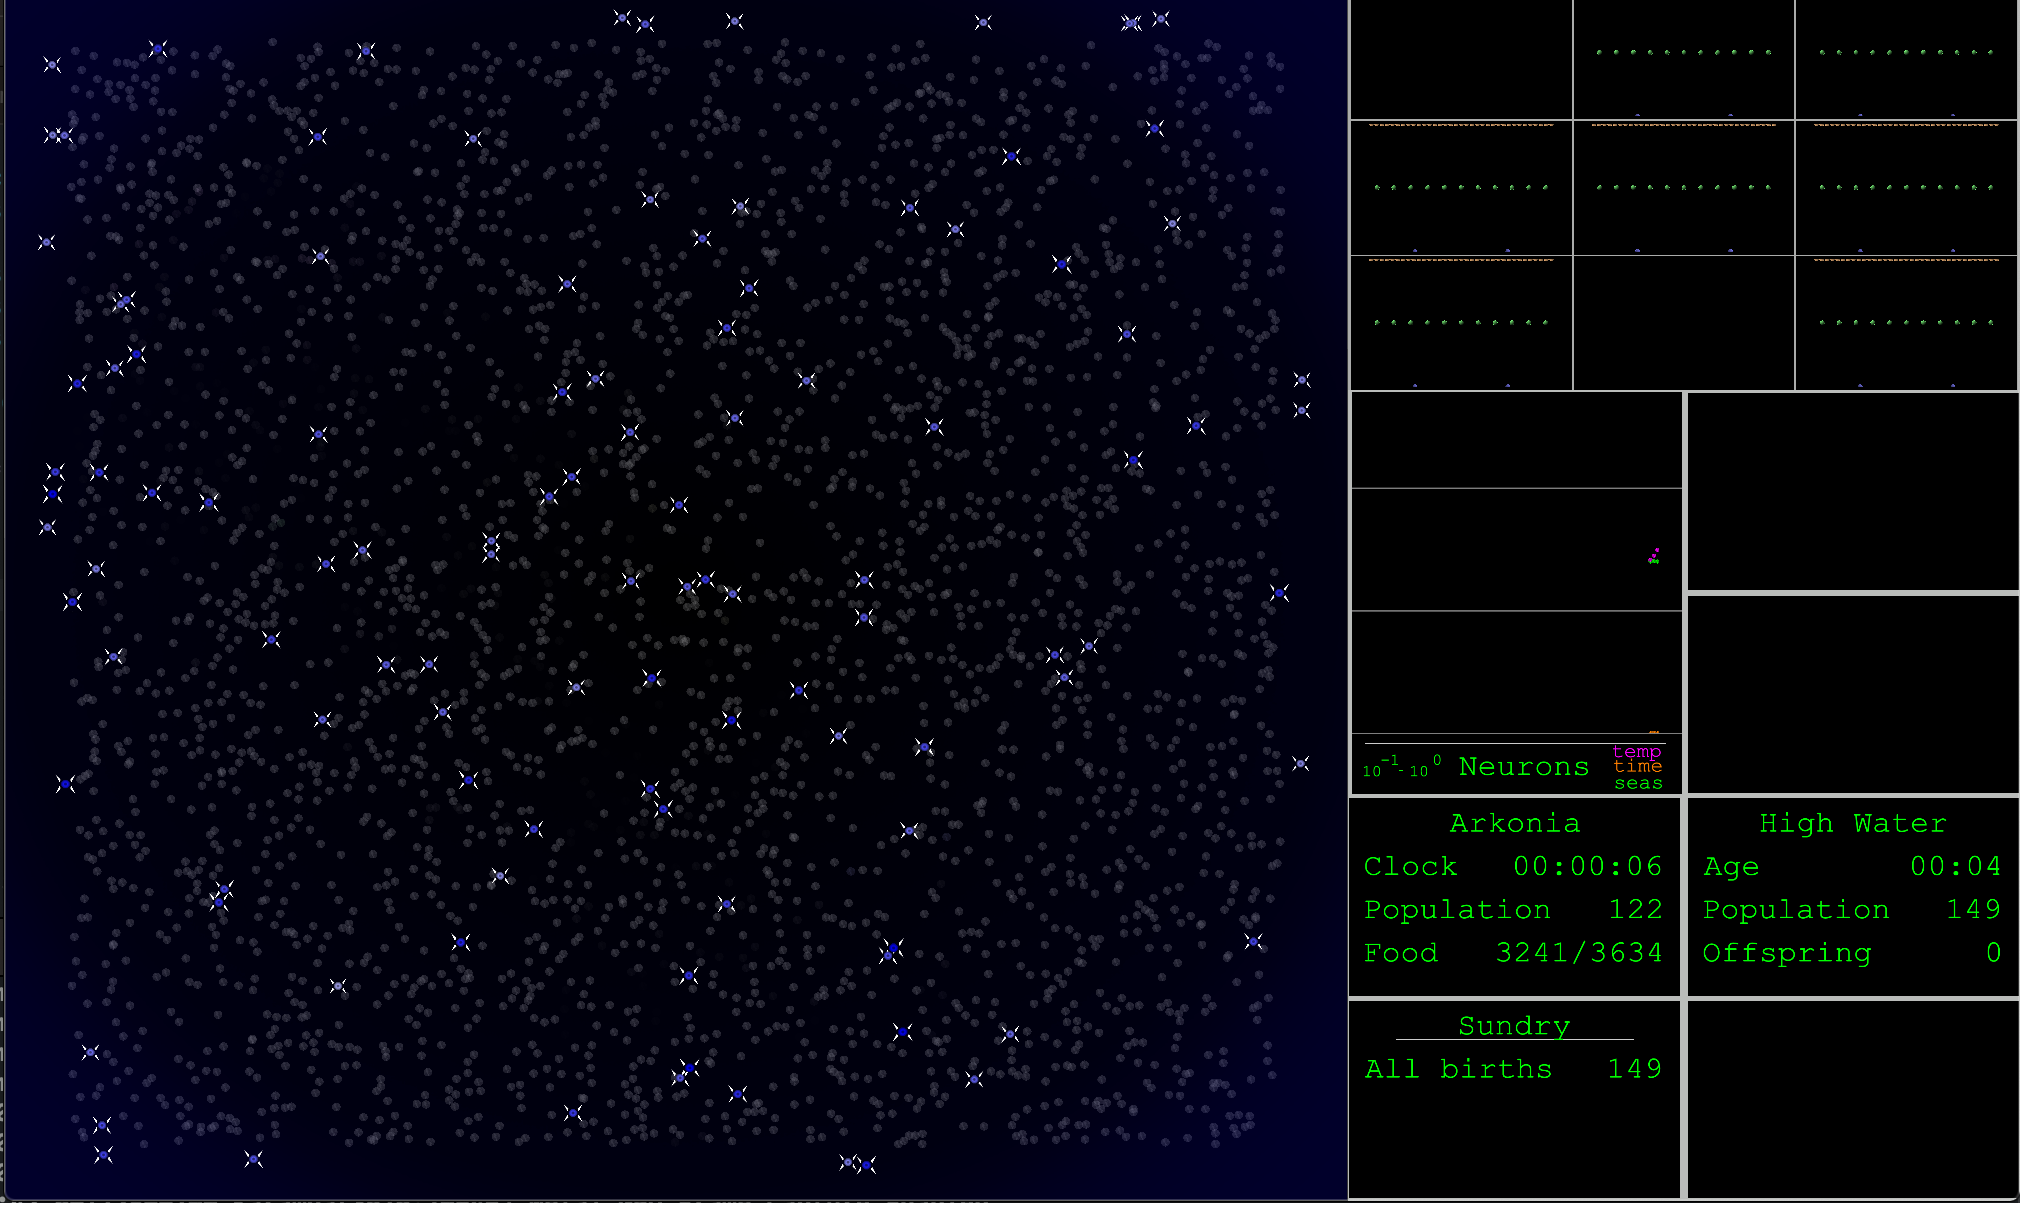 temp
10^-1 - 10^0 Neurons time
seas
Arkonia
Clock 00:00:06
Population 122
Food 3241/3634
High Water
Age 00:04
Population 149
Offspring 0
Sundry
All births 149